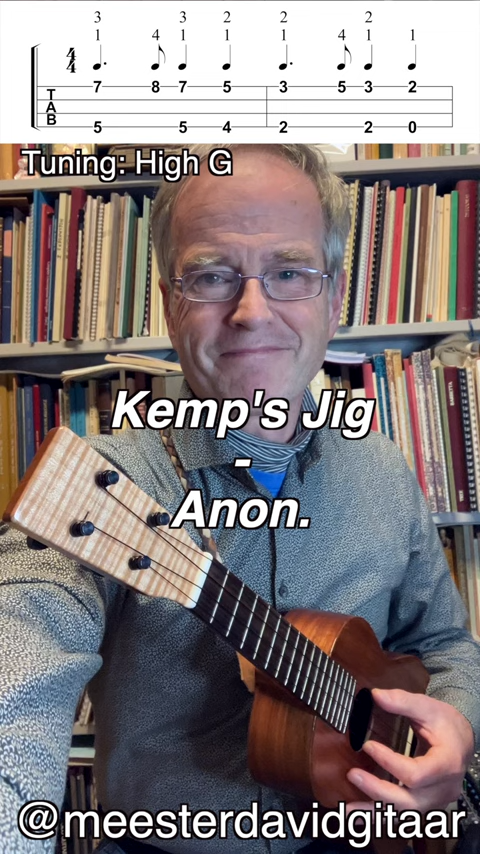 3 3 2 2 2
1 4 1 1 1 4 1 1
4
4
T
A
B
7 8 7 5 3 5 3 2
5 5 4 2 2 0
Tuning: High G
Kemp's Jig
-
Anon.
@meesterdavidgitaar